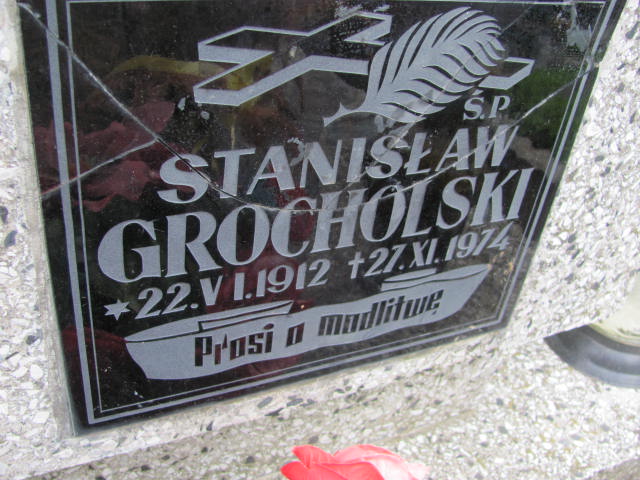 Ś.P.
STANISŁAW
GROCHOLSKI
*22.VI.1912 †27.XI.1974
Prosi o modlitwę